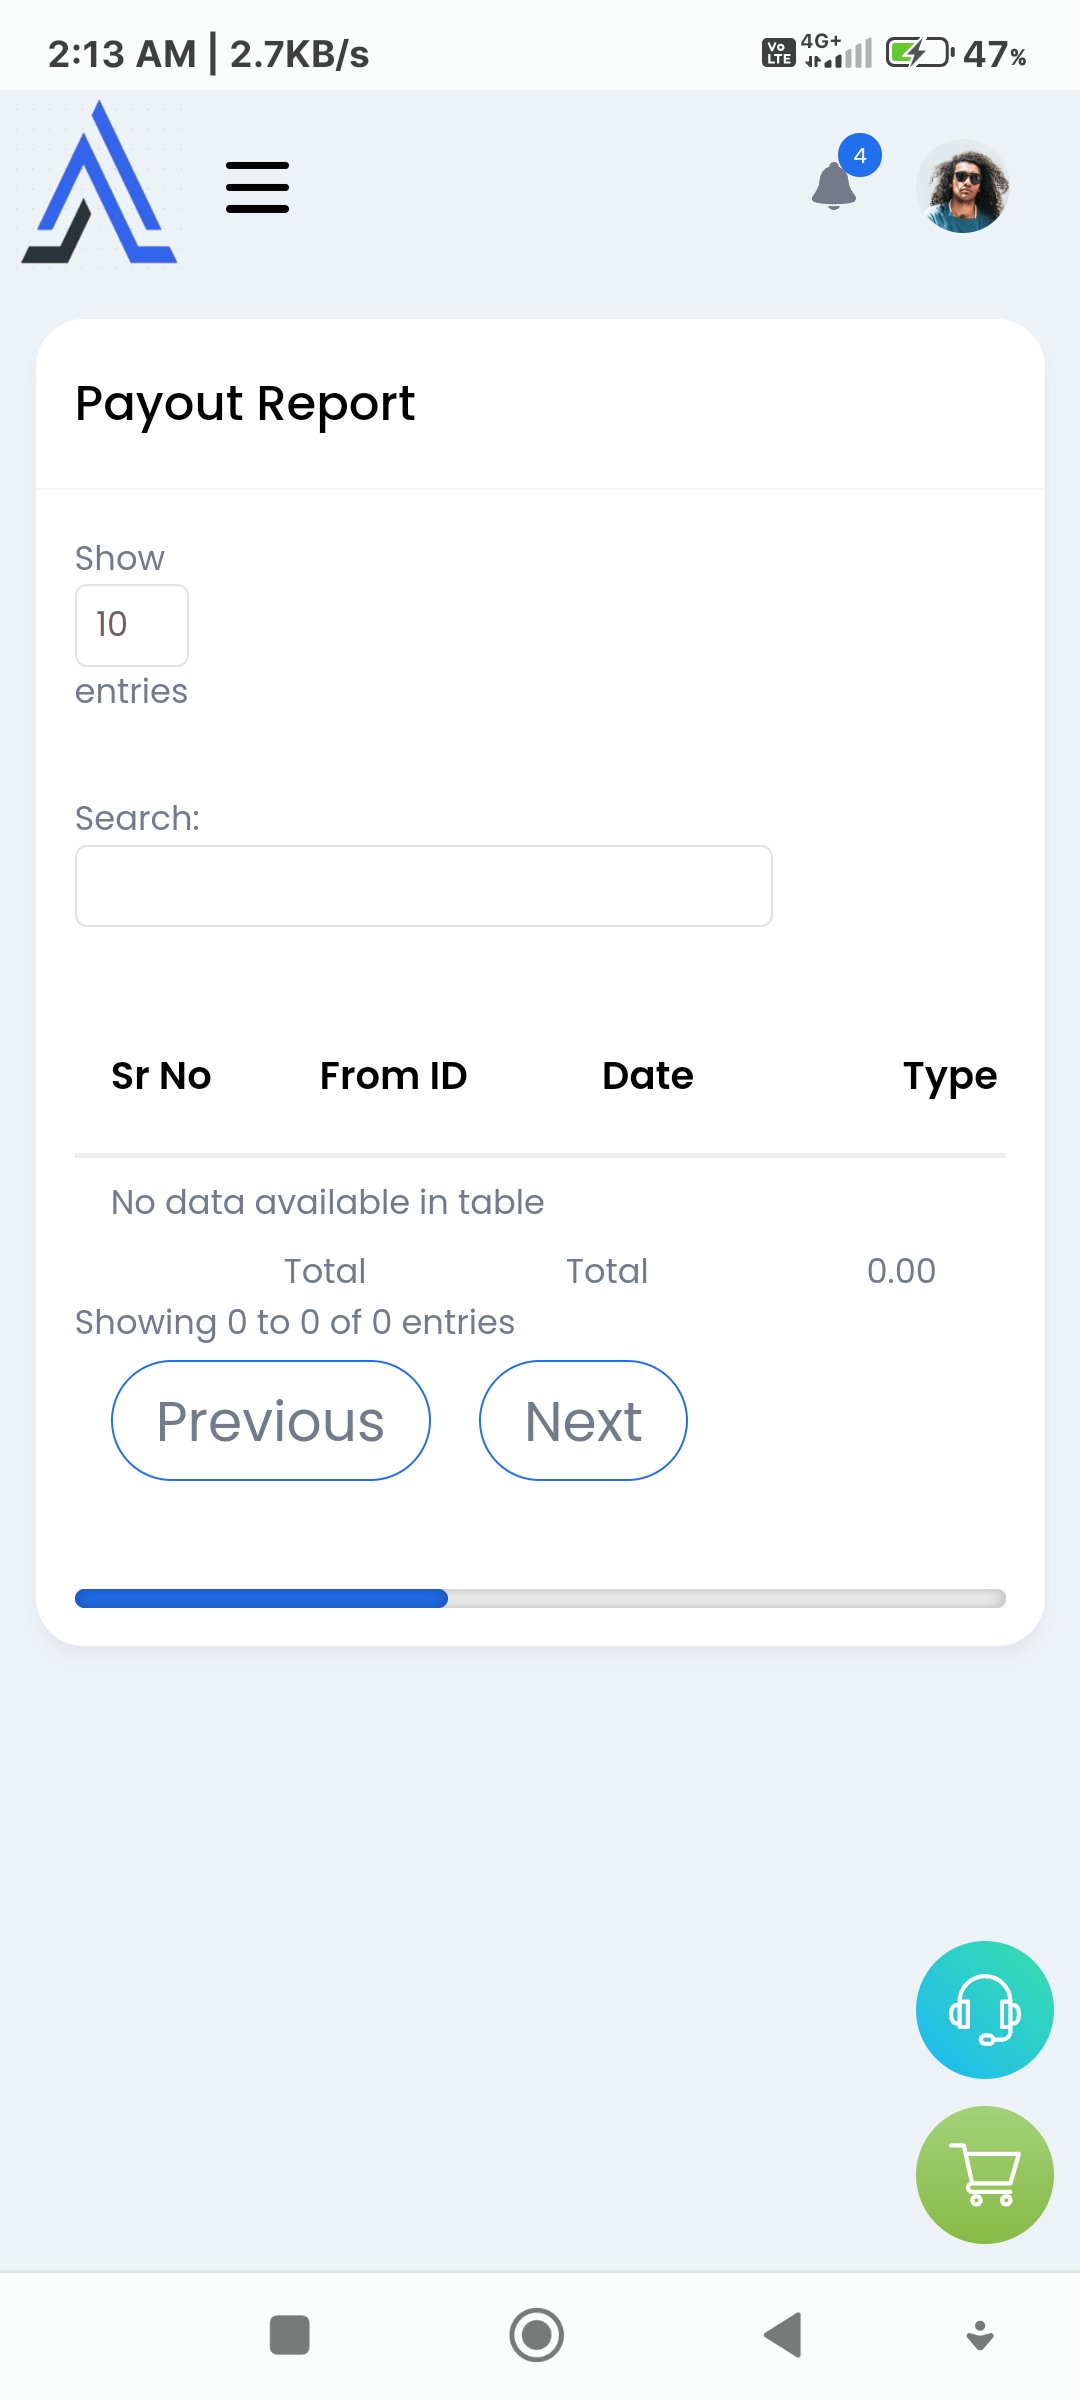 2:13 AM | 2.7KB/s Vo LTE 4G+ 47%
4
Payout Report
Show
10
entries
Search:
Sr No From ID Date Type
No data available in table
Total Total 0.00
Showing 0 to 0 of 0 entries
Previous Next